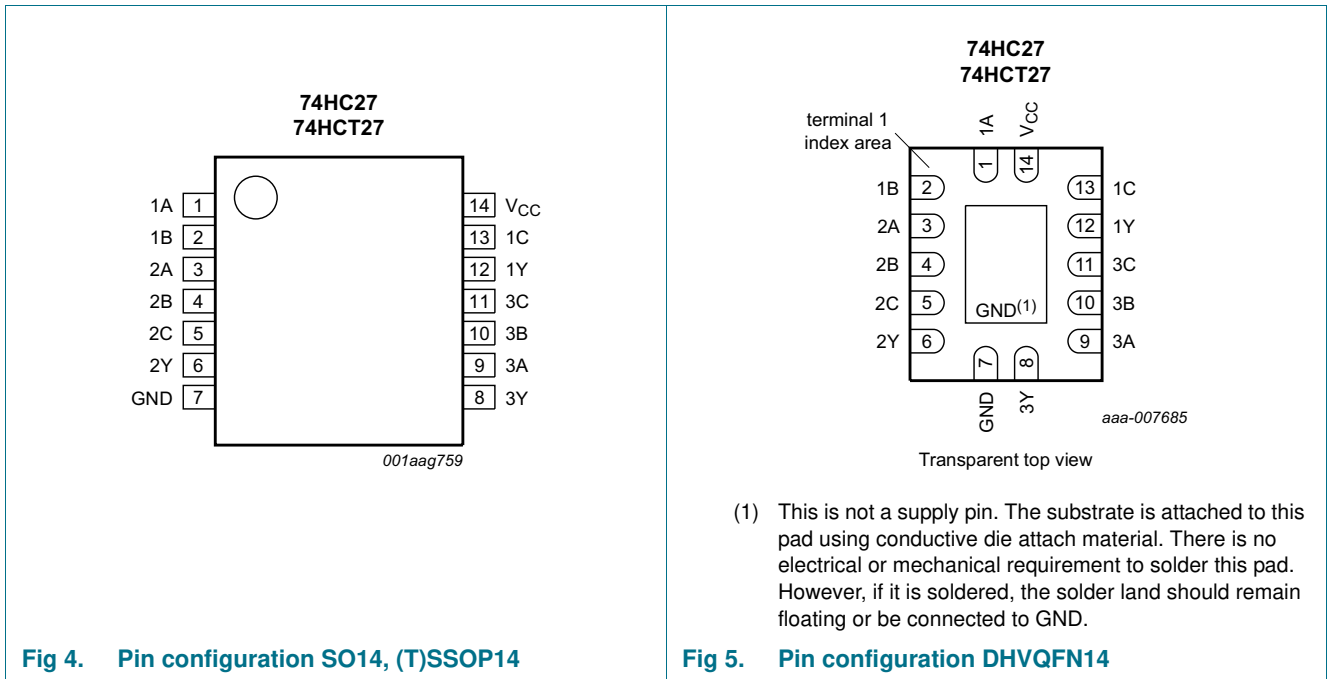 74HC27
74HCT27
1A 1
1B 2
2A 3
2B 4
2C 5
2Y 6
GND 7
14 VCC
13 1C
12 1Y
11 3C
10 3B
9 3A
8 3Y
001aag759
Fig 4. Pin configuration SO14, (T)SSOP14
74HC27
74HCT27
terminal 1
index area
1A
VCC
1
14
1B 2
2A 3
2B 4
2C 5
2Y 6
13 1C
12 1Y
11 3C
10 3B
9 3A
GND(1)
7
8
GND
3Y
aaa-007685
Transparent top view
(1) This is not a supply pin. The substrate is attached to this
pad using conductive die attach material. There is no
electrical or mechanical requirement to solder this pad.
However, if it is soldered, the solder land should remain
floating or be connected to GND.
Fig 5. Pin configuration DHVQFN14